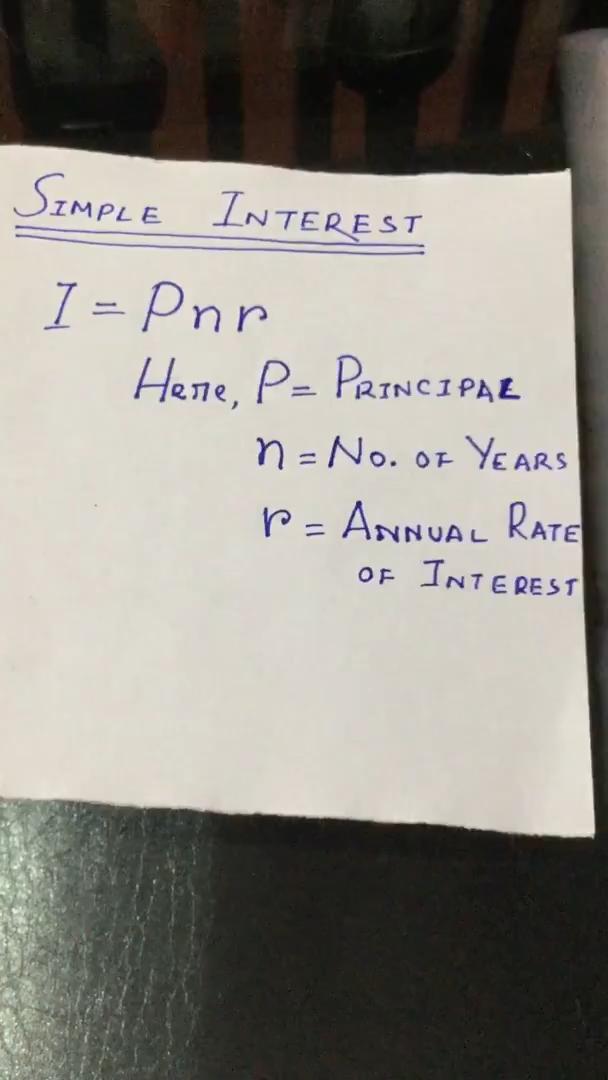 SIMPLE INTEREST
I = Pnr
Here, P = PRINCIPAL
n = No. OF YEARS
r = ANNUAL RATE
OF INTEREST